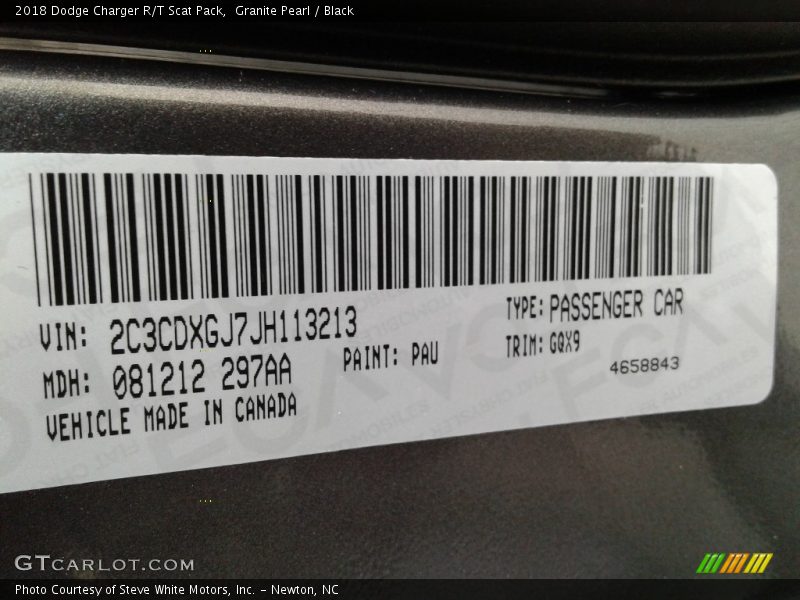 2018 Dodge Charger R/T Scat Pack,  Granite Pearl / Black
VIN: 2C3CDXGJ7JH113213
TYPE: PASSENGER CAR
MDH: 081212 297AA
PAINT: PAU
TRIM: GQX9
4658843
VEHICLE MADE IN CANADA
GTCARLOT.COM
Photo Courtesy of Steve White Motors, Inc. – Newton, NC